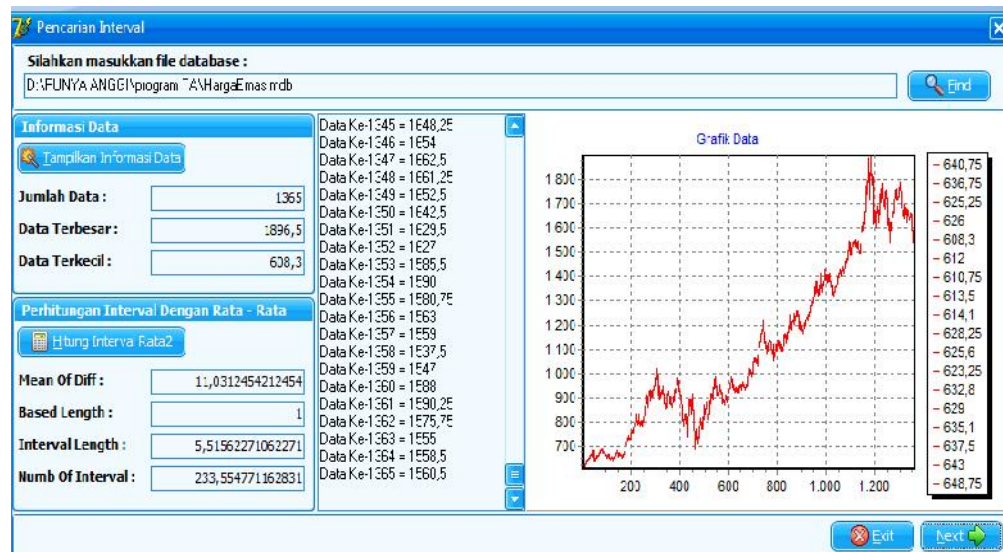 Pencarian Interval
Silahkan masukkan file database :
D:\FUNYA ANGGI\program TA\HargaEmas.mdb
Find
Informasi Data
Tampilkan Informasi Data
Jumlah Data : 1365
Data Terbesar : 1896,5
Data Terkecil : 608,3
Perhitungan Interval Dengan Rata - Rata
Hitung Interval Rata2
Mean Of Diff : 11,0312454212454
Based Length : 1
Interval Length : 5,51562271062271
Numb Of Interval : 233,554771162831
Data Ke-1345 = 1648,25
Data Ke-1346 = 1654
Data Ke-1347 = 1662,5
Data Ke-1348 = 1661,25
Data Ke-1349 = 1652,5
Data Ke-1350 = 1642,5
Data Ke-1351 = 1629,5
Data Ke-1352 = 1627
Data Ke-1353 = 1585,5
Data Ke-1354 = 1590
Data Ke-1355 = 1580,75
Data Ke-1356 = 1563
Data Ke-1357 = 1559
Data Ke-1358 = 1537,5
Data Ke-1359 = 1547
Data Ke-1360 = 1588
Data Ke-1361 = 1590,25
Data Ke-1362 = 1575,75
Data Ke-1363 = 1555
Data Ke-1364 = 1558,5
Data Ke-1365 = 1560,5
Grafik Data
1 800
1 700
1 600
1 500
1 400
1 300
1 200
1 100
1 000
900
800
700
200 400 600 800 1.000 1.200
640,75
636,75
625,25
626
608,3
612
610,75
613,5
614,1
628,25
625,6
623,25
632,8
629
635,1
637,5
643
648,75
Exit
Next